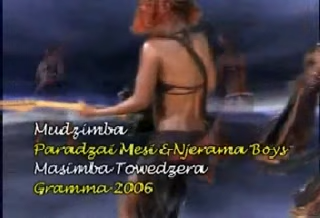 Mudzimba
Paradzai Mesi & Njerama Boys
Masimba Towedzera
Gramma 2006